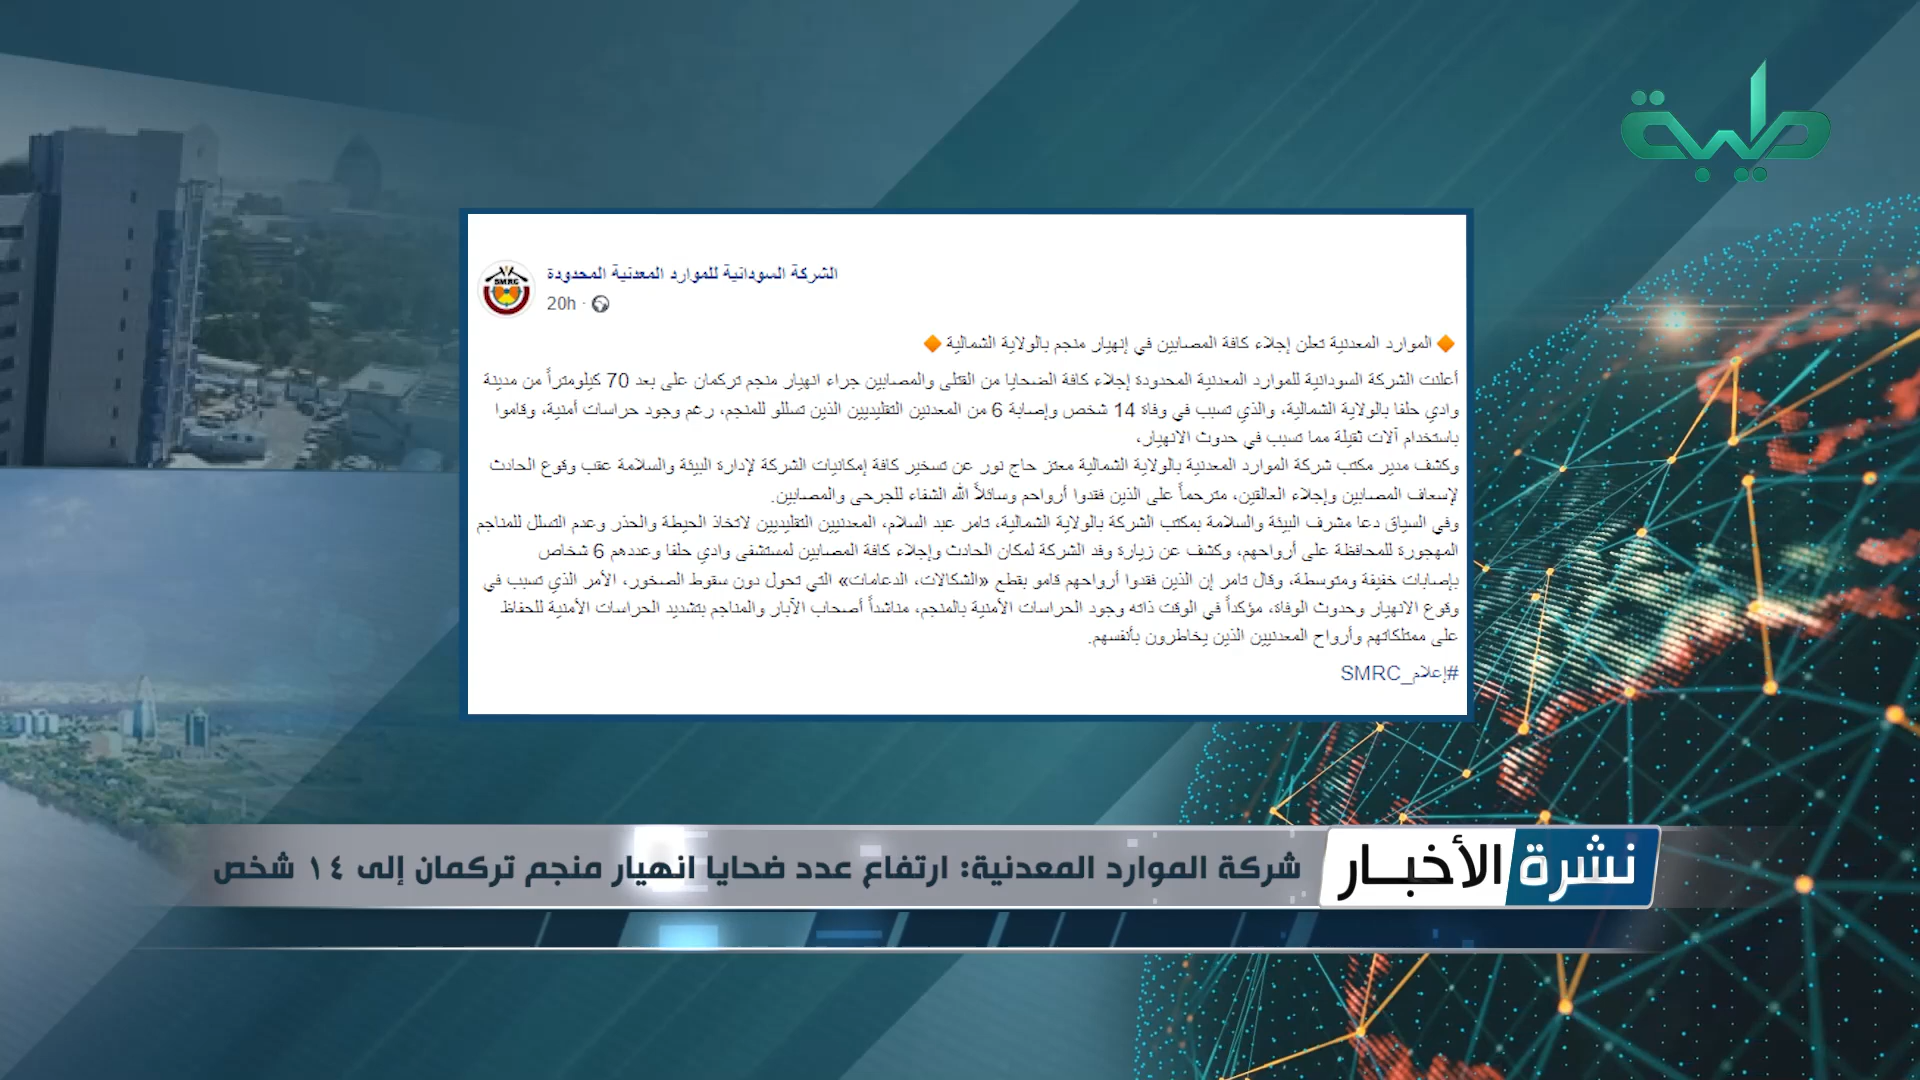 طيبة
الشركة السودانية للموارد المعدنية المحدودة
20h ·
SMRC
🔶 الموارد المعدنية تعلن إجلاء كافة المصابين في إنهيار منجم بالولاية الشمالية 🔶
أعلنت الشركة السودانية للموارد المعدنية المحدودة إجلاء كافة الضحايا من القتلى والمصابين جراء انهيار منجم تركمان على بعد 70 كيلومتراً من مدينة
وادي حلفا بالولاية الشمالية، والذي تسبب في وفاة 14 شخص وإصابة 6 من المعدنين التقليديين الذين تسللو للمنجم، رغم وجود حراسات أمنية، وقاموا
باستخدام آلات ثقيلة مما تسبب في حدوث الانهيار،
وكشف مدير مكتب شركة الموارد المعدنية بالولاية الشمالية معتز حاج نور عن تسخير كافة إمكانيات الشركة لإدارة البيئة والسلامة عقب وقوع الحادث
لإسعاف المصابين وإجلاء العالقين، مترحماً على الذين فقدوا أرواحهم وسائلاً الله الشفاء للجرحى والمصابين.
وفي السياق دعا مشرف البيئة والسلامة بمكتب الشركة بالولاية الشمالية، تامر عبد السلام، المعدنيين التقليديين لاتخاذ الحيطة والحذر وعدم التسلل للمناجم
المهجورة للمحافظة على أرواحهم، وكشف عن زيارة وفد الشركة لمكان الحادث وإجلاء كافة المصابين لمستشفى وادي حلفا وعددهم 6 شخاص
بإصابات خفيفة ومتوسطة، وقال تامر إن الذين فقدوا أرواحهم قامو بقطع «الشكالات، الدعامات» التي تحول دون سقوط الصخور، الأمر الذي تسبب في
وقوع الانهيار وحدوث الوفاة، مؤكداً في الوقت ذاته وجود الحراسات الأمنية بالمنجم، مناشداً أصحاب الآبار والمناجم بتشديد الحراسات الأمنية للحفاظ
على ممتلكاتهم وأرواح المعدنيين الذين يخاطرون بأنفسهم.
#إعلام_SMRC
نشرة الأخبار
شركة الموارد المعدنية: ارتفاع عدد ضحايا انهيار منجم تركمان إلى ١٤ شخص